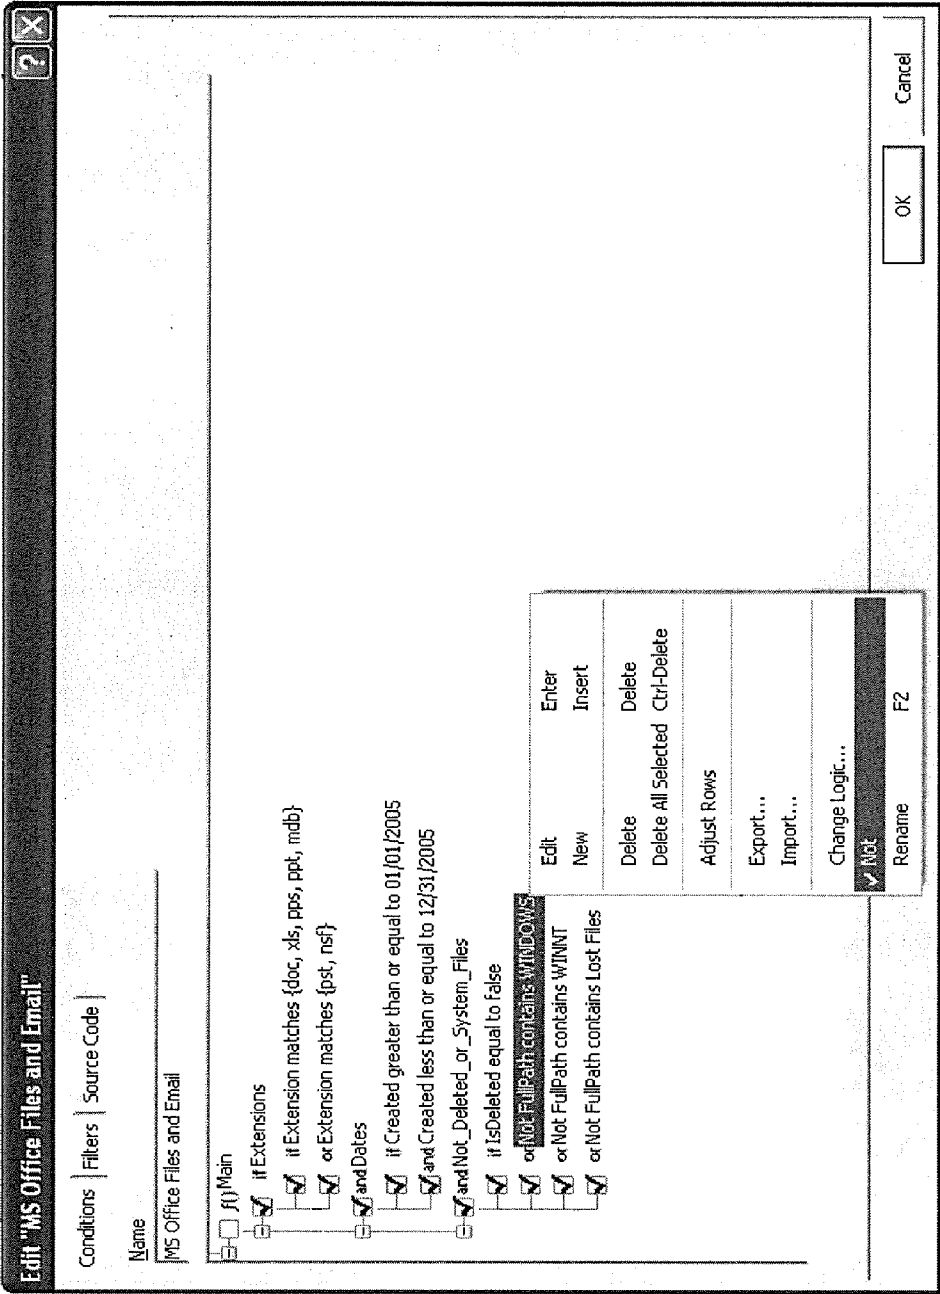 Edit "MS Office Files and Email"
? X
Conditions Filters Source Code
Name
MS Office Files and Email
f() Main
if Extensions
if Extension matches {doc, xls, pps, ppt, mdb}
or Extension matches {pst, nsf}
and Dates
if Created greater than or equal to 01/01/2005
and Created less than or equal to 12/31/2005
and Not_Deleted_or_System_Files
if IsDeleted equal to false
or Not FullPath contains WINDOWS
or Not FullPath contains WINNT
or Not FullPath contains Lost Files
Edit Enter
New Insert
Delete Delete
Delete All Selected Ctrl-Delete
Adjust Rows
Export...
Import...
Change Logic...
Not
Rename F2
OK Cancel